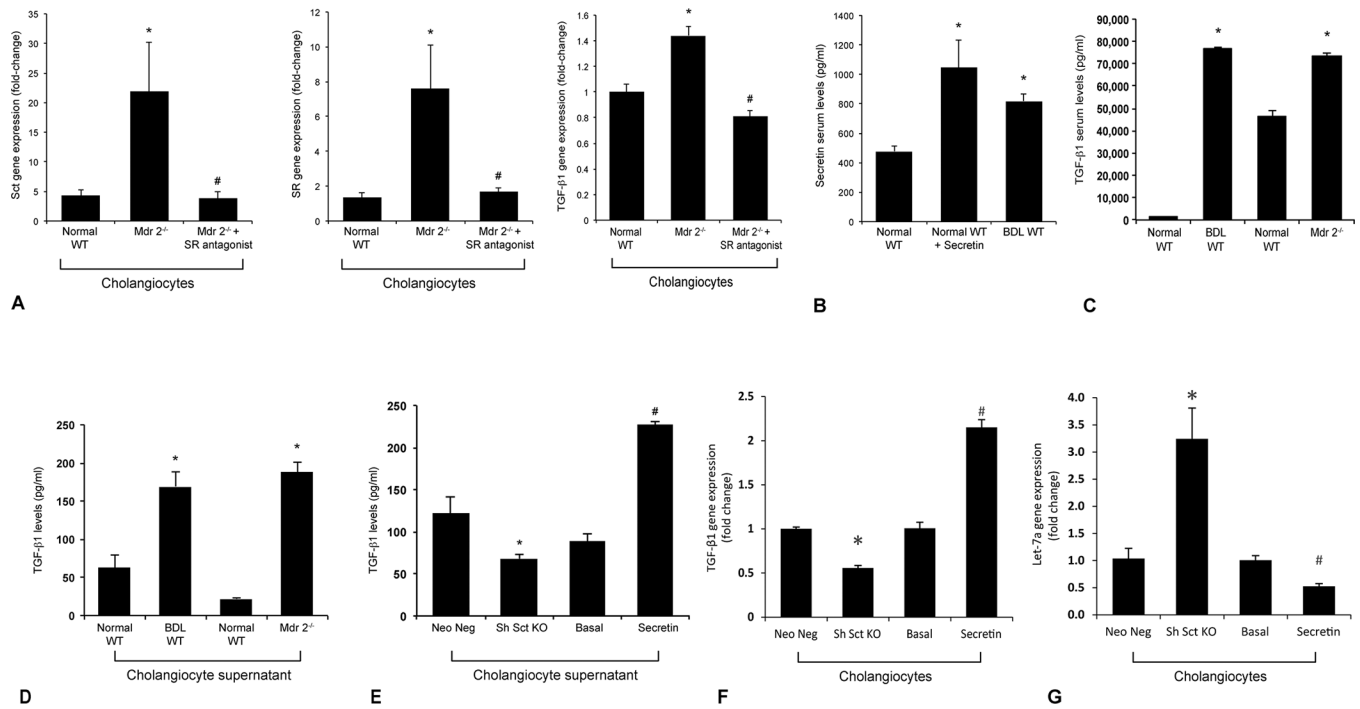 Sct gene expression (fold-change)
35
30
25
20
15
10
5
0
*
#
Normal
WT
Mdr 2-/-
Mdr 2-/- +
SR antagonist
Cholangiocytes
SR gene expression (fold-change)
12
10
8
6
4
2
0
*
#
Normal
WT
Mdr 2-/-
Mdr 2-/- +
SR antagonist
Cholangiocytes
TGF-β1 gene expression (fold-change)
1.6
1.4
1.2
1
0.8
0.6
0.4
0.2
0
*
#
Normal
WT
Mdr 2-/-
Mdr 2-/- +
SR antagonist
Cholangiocytes
A
Secretin serum levels (pg/ml)
1400
1200
1000
800
600
400
200
0
*
*
Normal
WT
Normal WT
+ Secretin
BDL WT
B
TGF-β1 serum levels (pg/ml)
90,000
80,000
70,000
60,000
50,000
40,000
30,000
20,000
10,000
0
*
*
Normal
WT
BDL
WT
Normal
WT
Mdr 2-/-
C
TGF-β1 levels (pg/ml)
250
200
150
100
50
0
*
*
Normal
WT
BDL
WT
Normal
WT
Mdr 2-/-
Cholangiocyte supernatant
D
TGF-β1 levels (pg/ml)
250
200
150
100
50
0
*
#
Neo Neg
Sh Sct KO
Basal
Secretin
Cholangiocyte supernatant
E
TGF-β1 gene expression
(fold change)
2.5
2
1.5
1
0.5
0
*
#
Neo Neg
Sh Sct KO
Basal
Secretin
Cholangiocytes
F
Let-7a gene expression
(fold change)
4.0
3.5
3.0
2.5
2.0
1.5
1.0
0.5
0.0
*
#
Neo Neg
Sh Sct KO
Basal
Secretin
Cholangiocytes
G